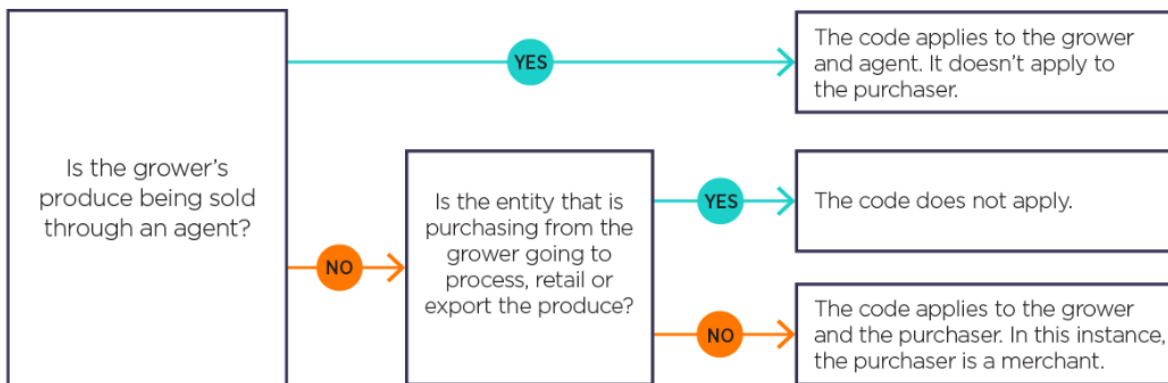 Is the grower’s
produce being sold
through an agent?
YES
The code applies to the grower
and agent. It doesn’t apply to
the purchaser.
NO
Is the entity that is
purchasing from the
grower going to
process, retail or
export the produce?
YES
The code does not apply.
NO
The code applies to the grower
and the purchaser. In this instance,
the purchaser is a merchant.